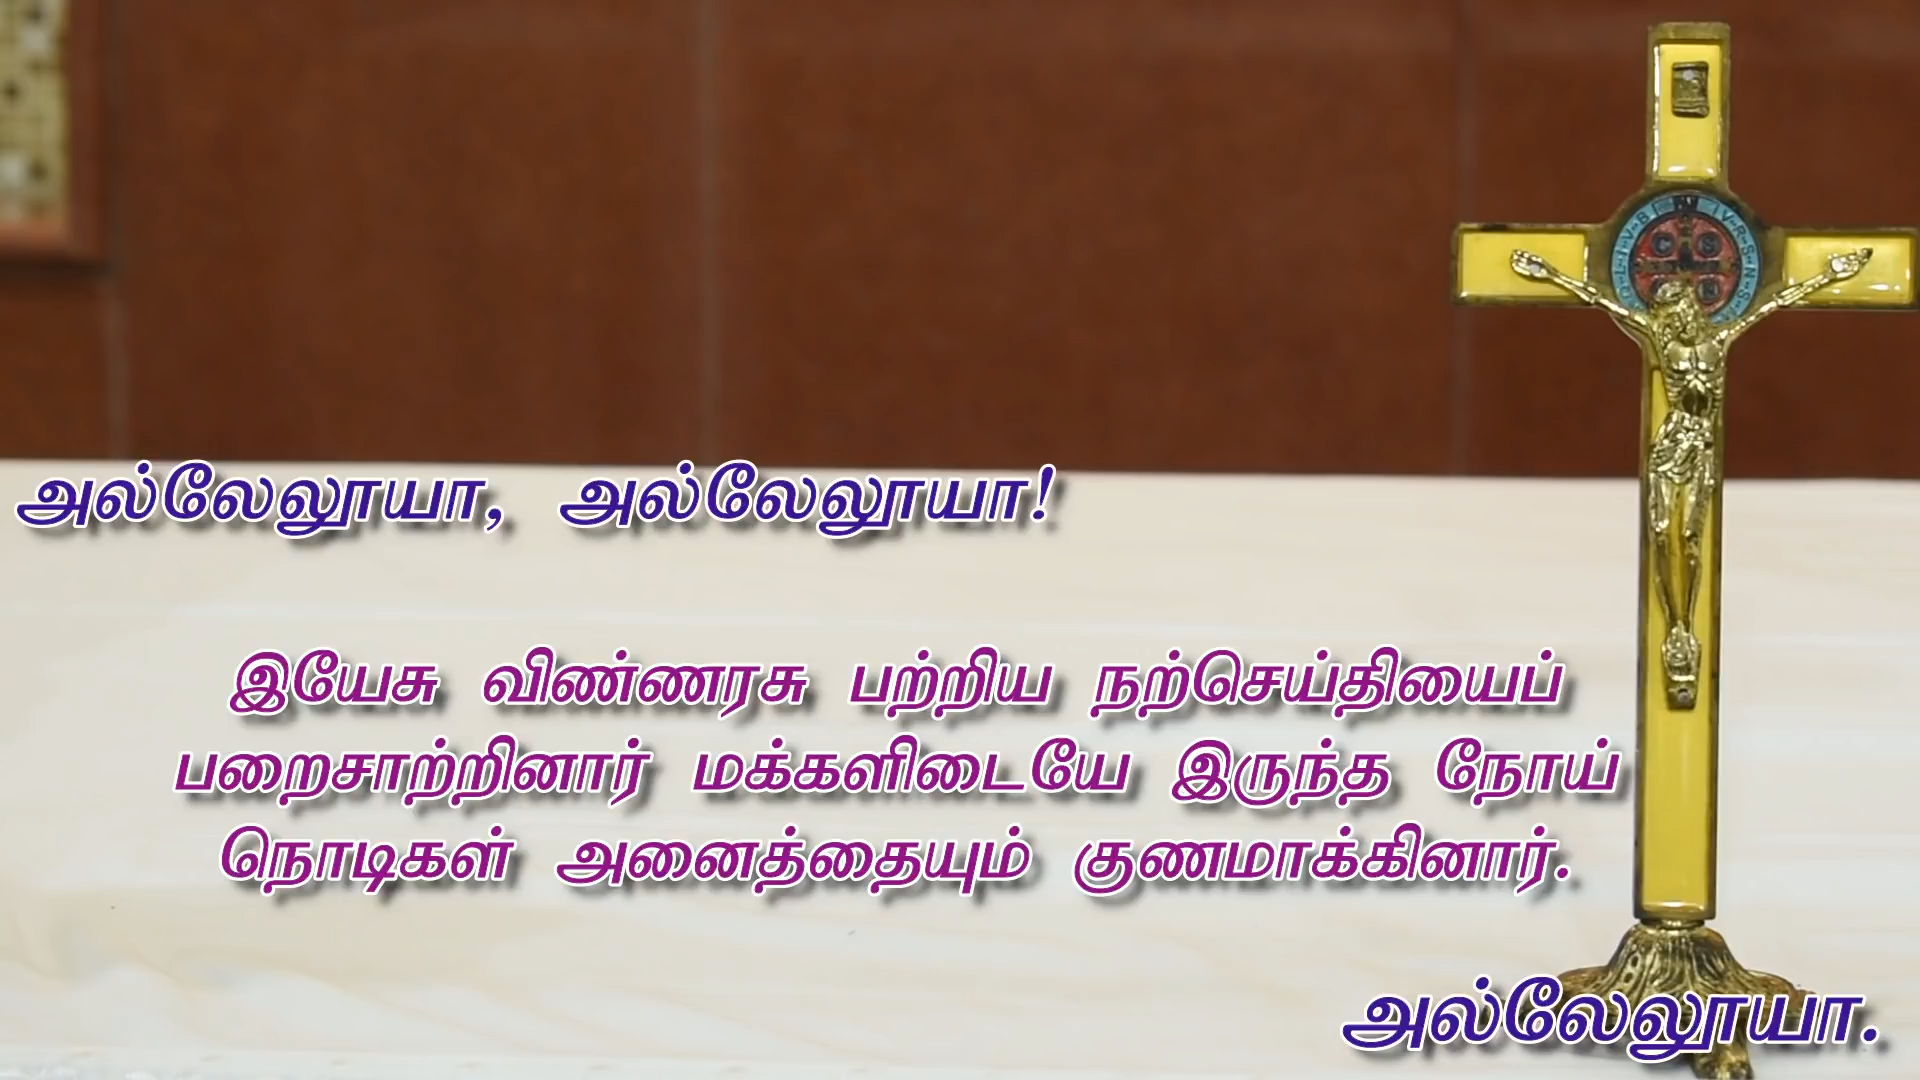 அல்லேலூயா, அல்லேலூயா!
இயேசு விண்ணரசு பற்றிய நற்செய்தியைப்
பறைசாற்றினார் மக்களிடையே இருந்த நோய்
நொடிகள் அனைத்தையும் குணமாக்கினார்.
அல்லேலூயா.